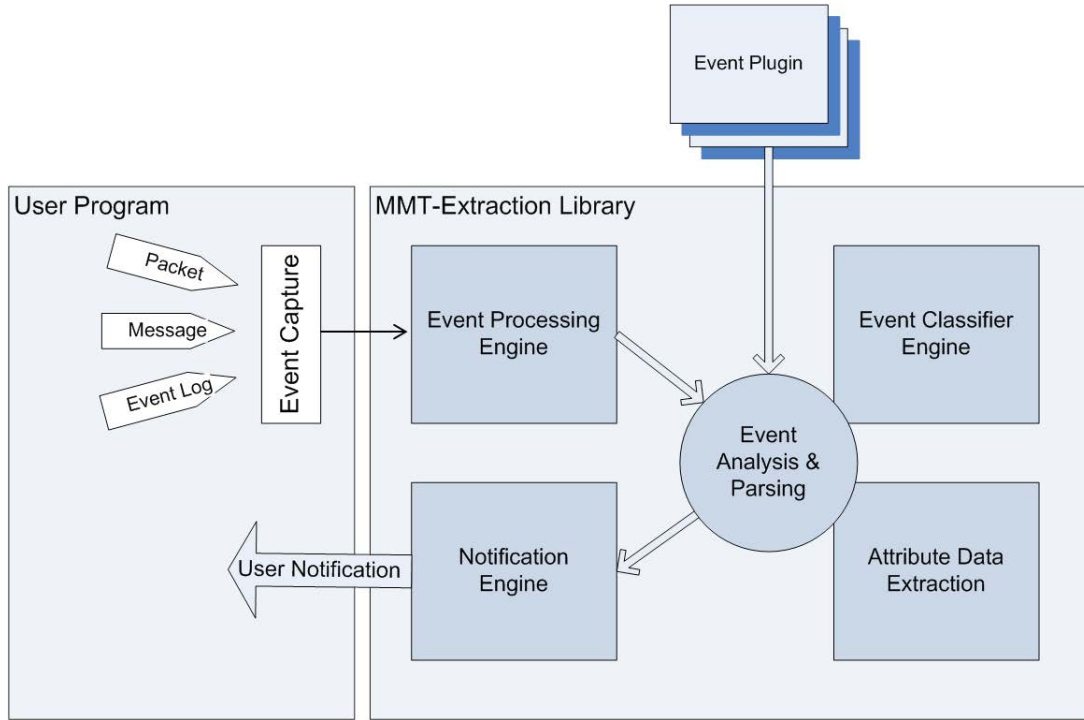 Event Plugin
User Program
MMT-Extraction Library
Packet
Message
Event Log
Event Capture
Event Processing
Engine
Event Classifier
Engine
Event
Analysis &
Parsing
User Notification
Notification
Engine
Attribute Data
Extraction